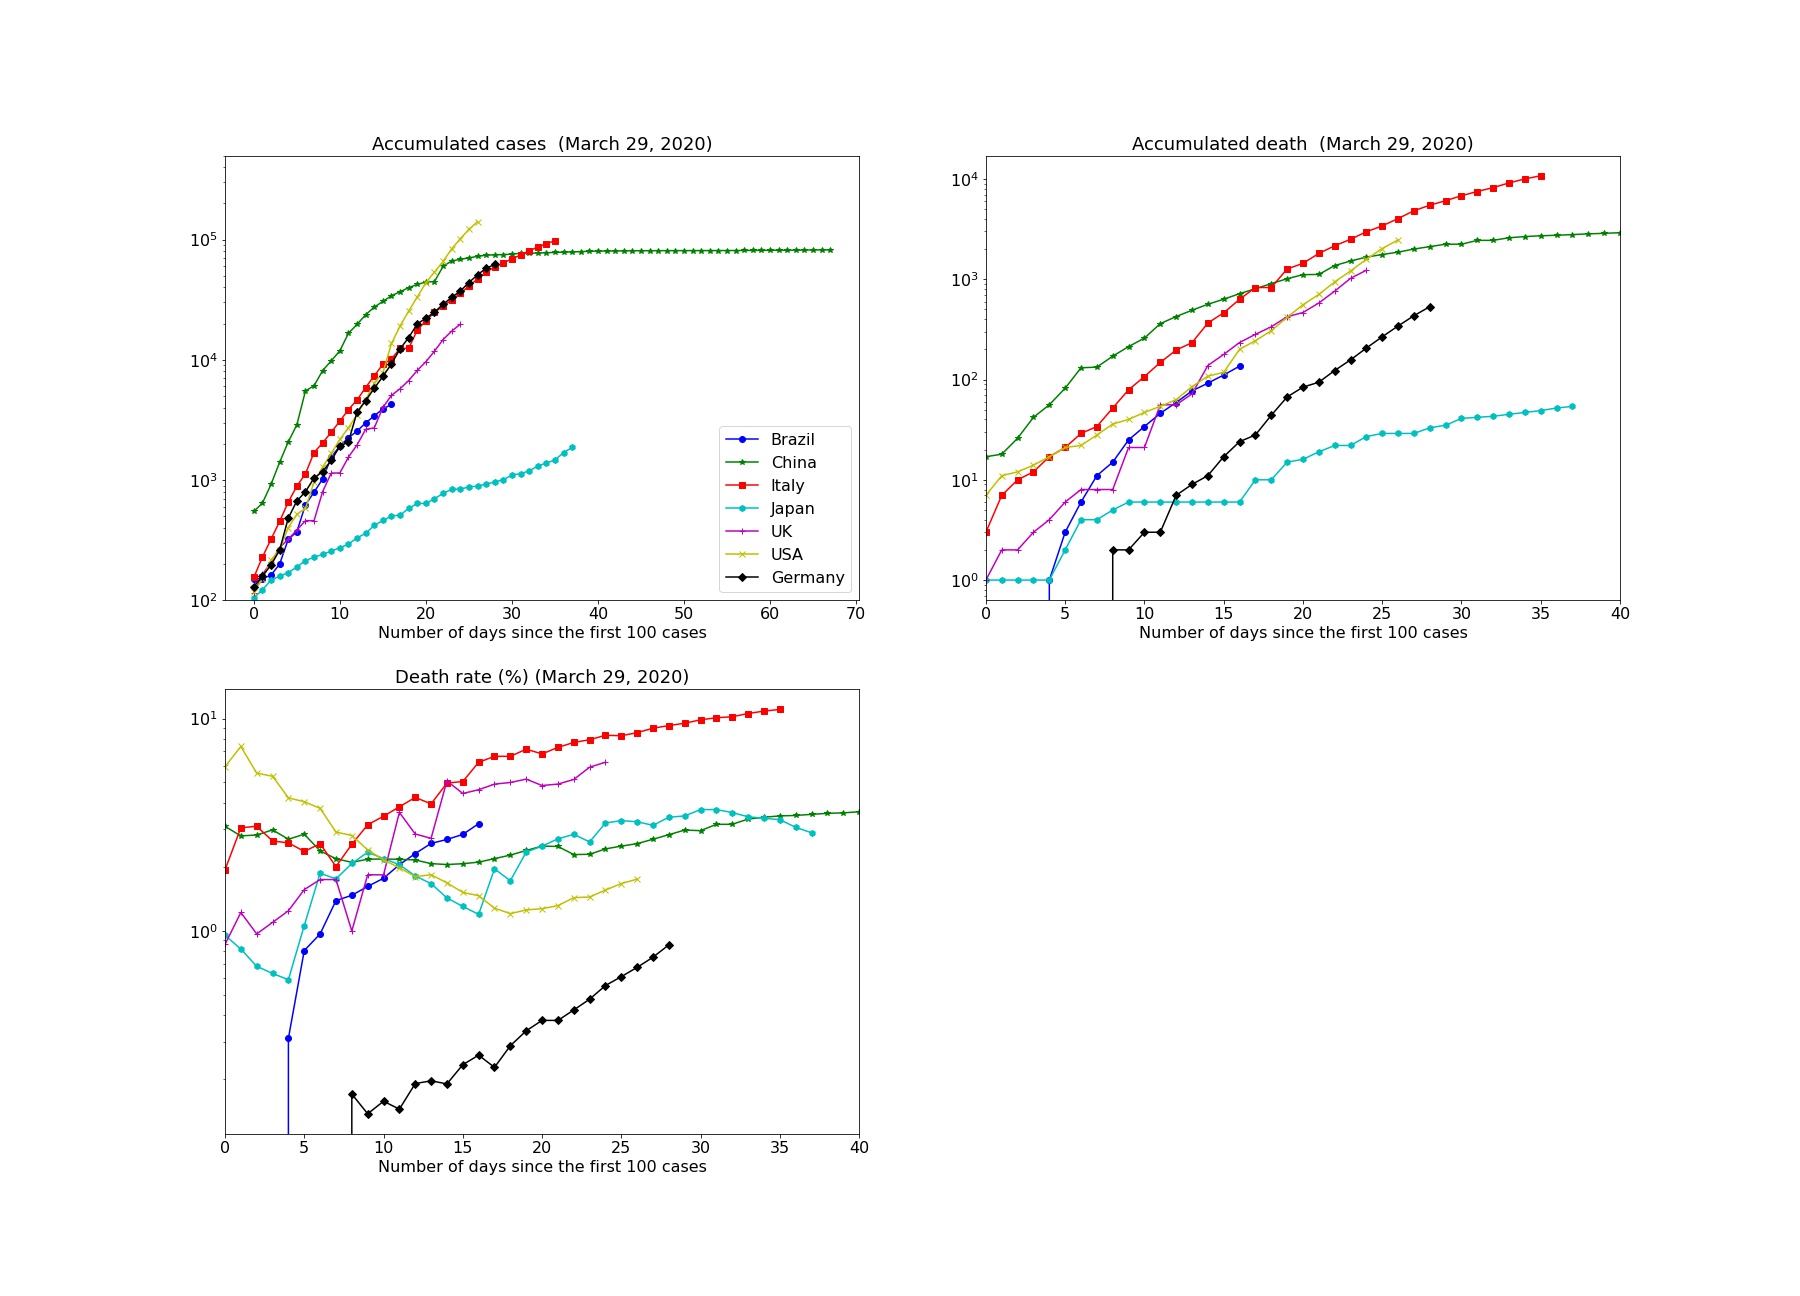 Accumulated cases (March 29, 2020)
10^5
10^4
10^3
10^2
0 10 20 30 40 50 60 70
Number of days since the first 100 cases
Brazil
China
Italy
Japan
UK
USA
Germany
Accumulated death (March 29, 2020)
10^4
10^3
10^2
10^1
10^0
0 5 10 15 20 25 30 35 40
Number of days since the first 100 cases
Death rate (%) (March 29, 2020)
10^1
10^0
0 5 10 15 20 25 30 35 40
Number of days since the first 100 cases